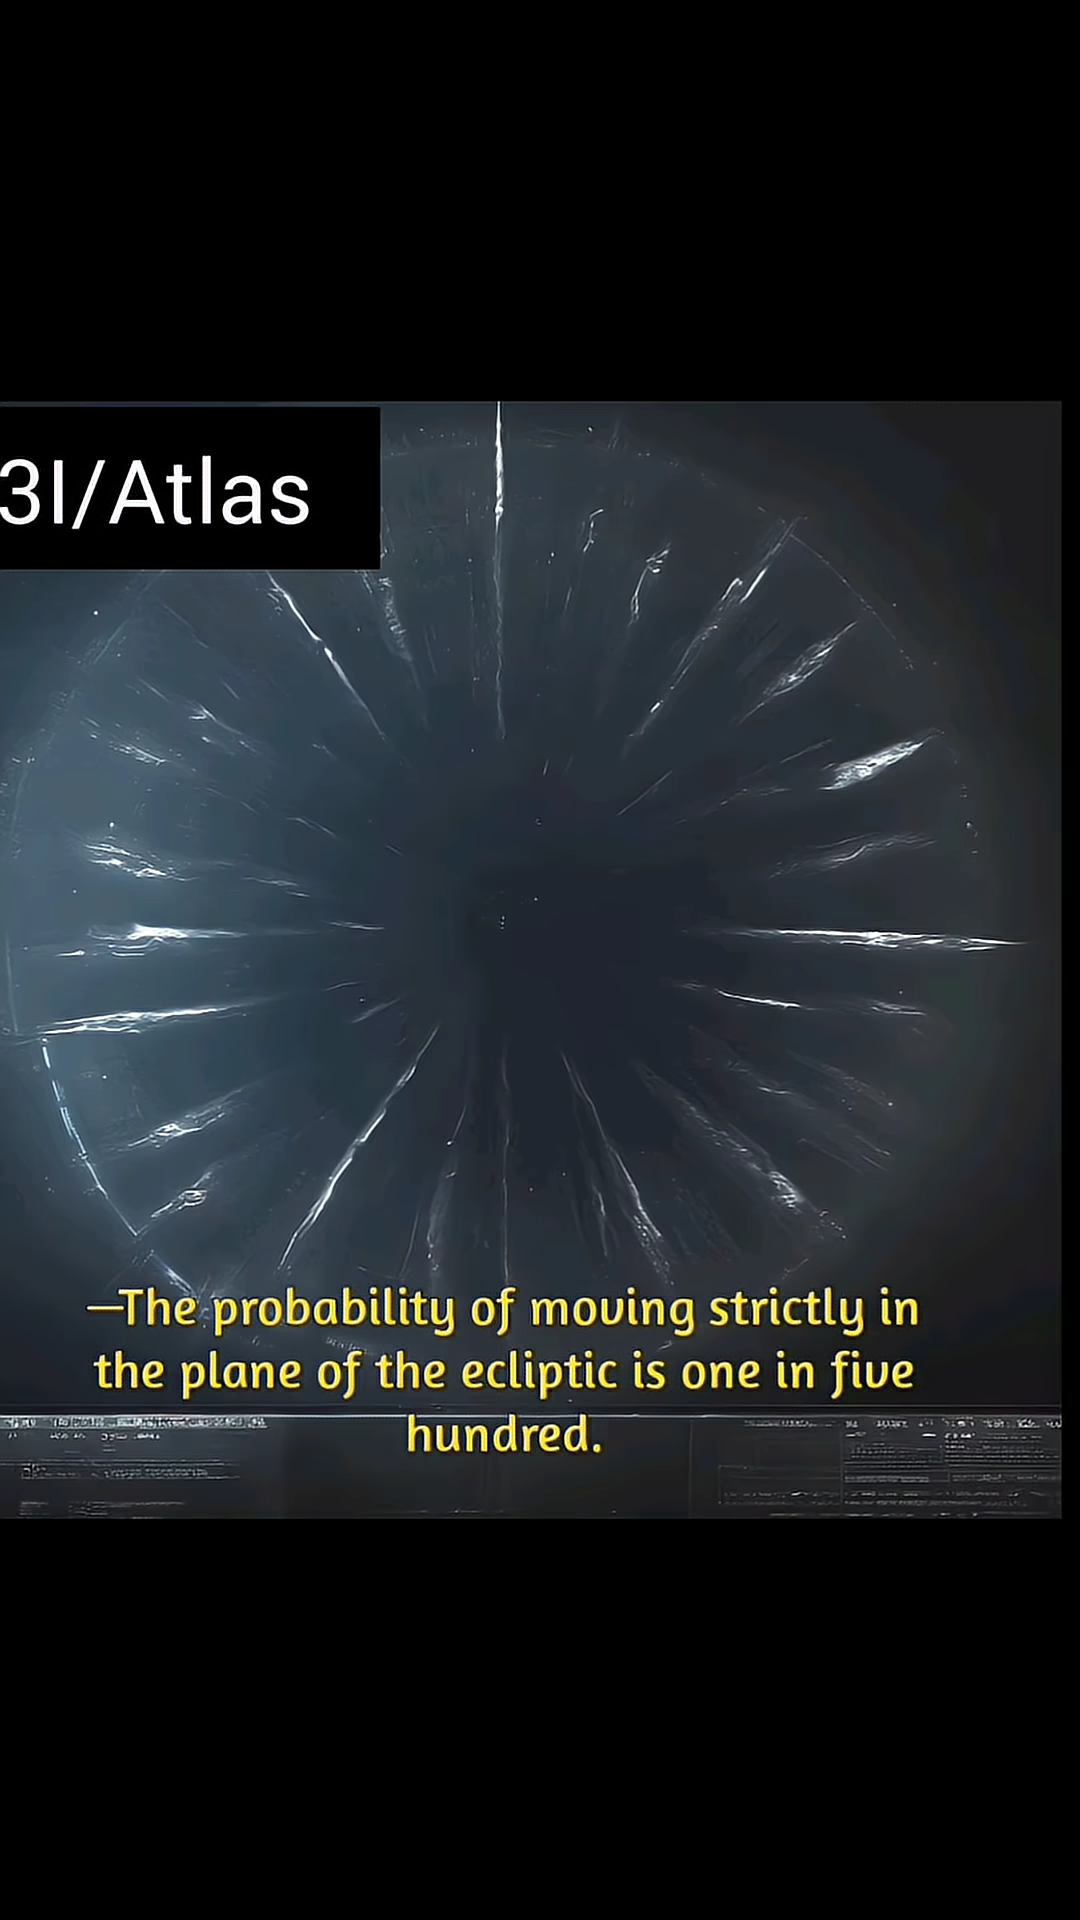 3I/Atlas
—The probability of moving strictly in
the plane of the ecliptic is one in five
hundred.